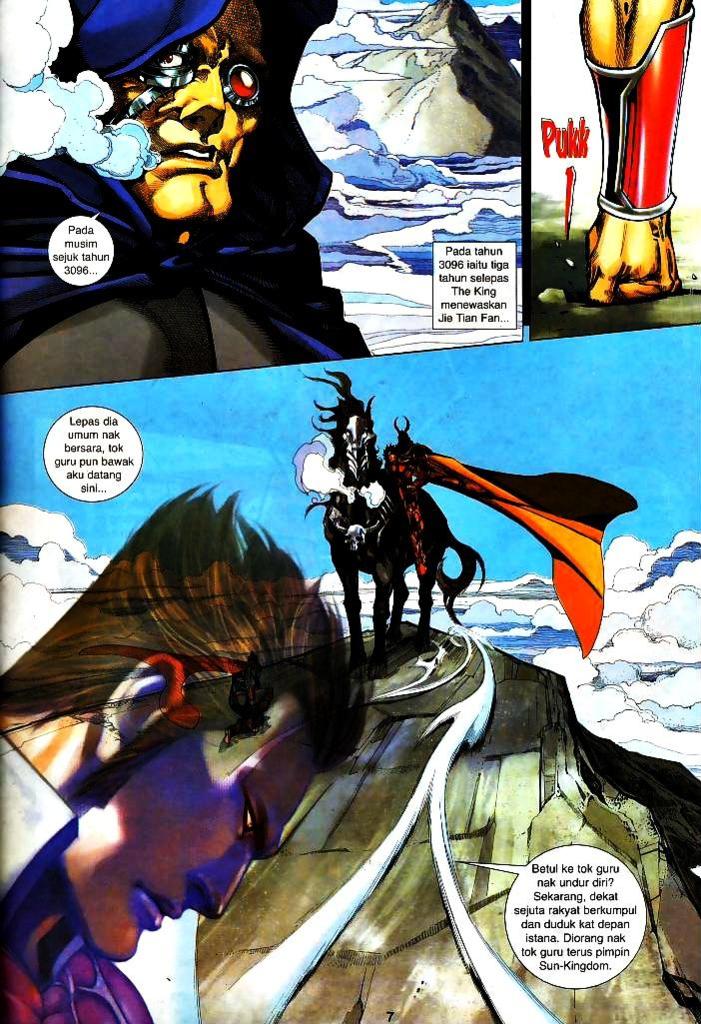 Pada
musim
sejuk tahun
3096...
Pada tahun
3096 iaitu tiga
tahun selepas
The King
menewaskan
Jie Tian Fan...
Pukk
!
Lepas dia
umum nak
bersara, tok
guru pun bawak
aku datang
sini...
Betul ke tok guru
nak undur diri?
Sekarang, dekat
sejuta rakyat berkumpul
dan duduk kat depan
istana. Diorang nak
tok guru terus pimpin
Sun-Kingdom.
7